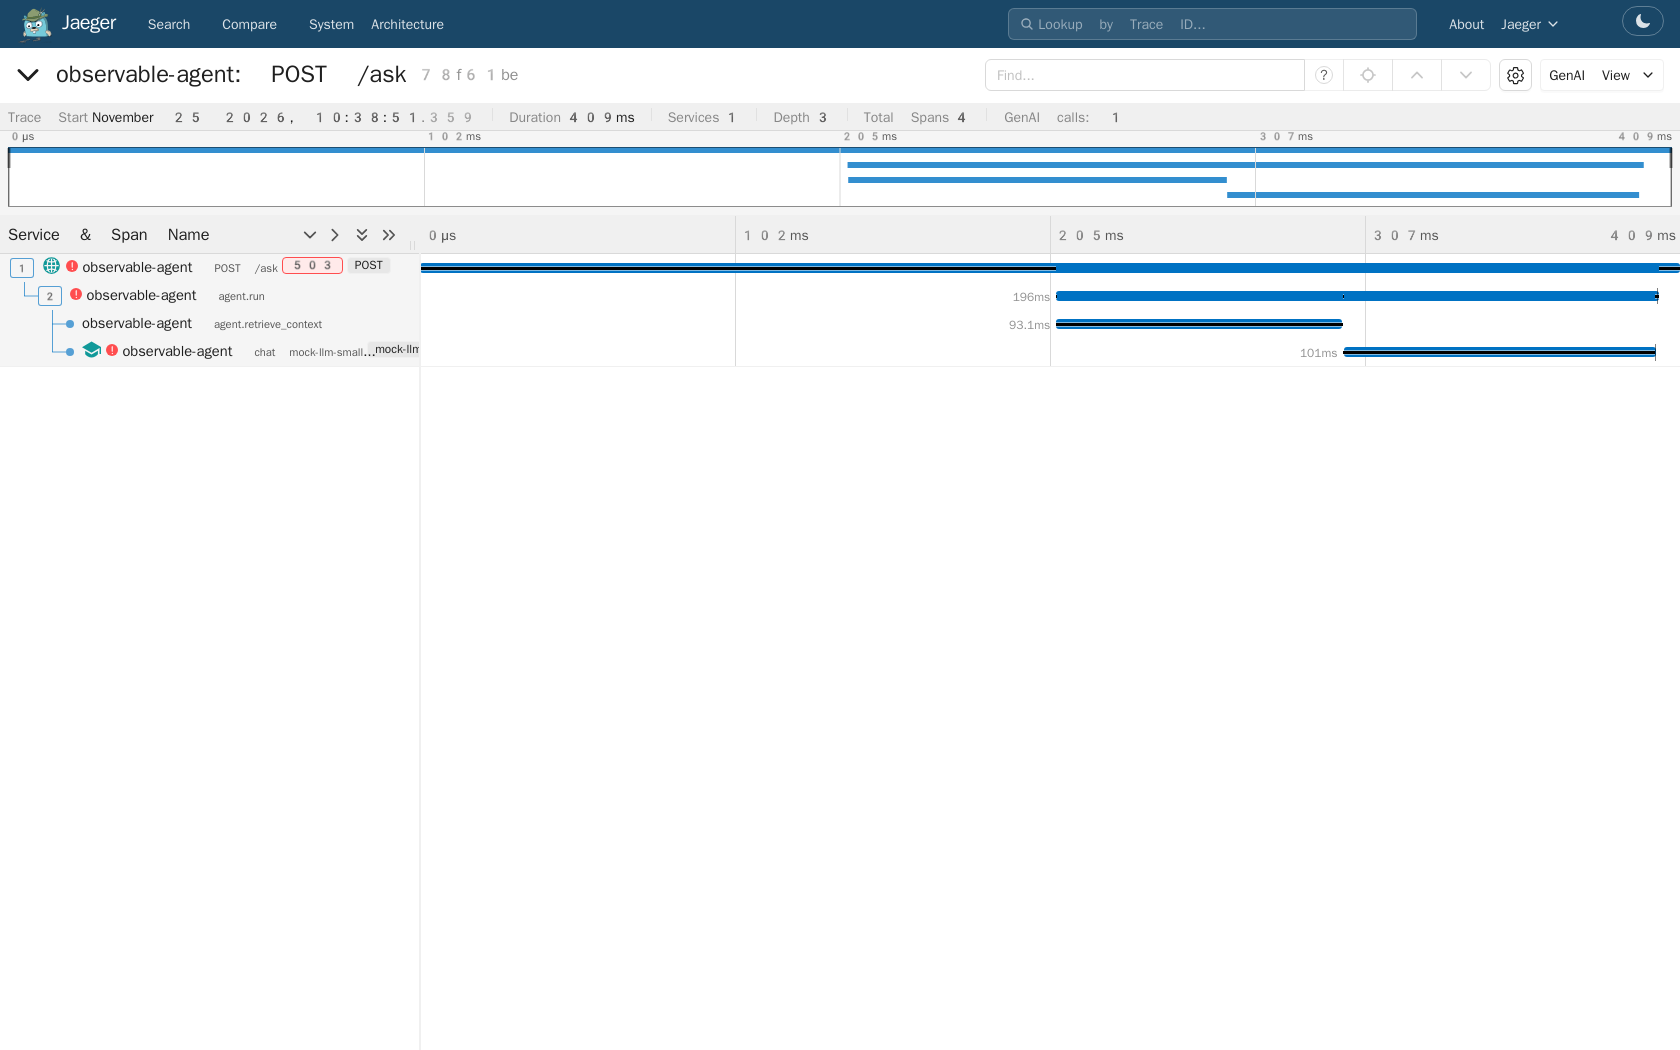 Jaeger Search Compare System Architecture Lookup by Trace ID... About Jaeger
observable-agent: POST /ask 78f61be Find... ? GenAI View
Trace Start November 25 2026, 10:38:51.359 Duration 409ms Services 1 Depth 3 Total Spans 4 GenAI calls: 1
0μs 102ms 205ms 307ms 409ms
Service & Span Name 0μs 102ms 205ms 307ms 409ms
1 observable-agent POST /ask 503 POST
2 observable-agent agent.run 196ms
observable-agent agent.retrieve_context 93.1ms
observable-agent chat mock-llm-small... mock-llm 101ms